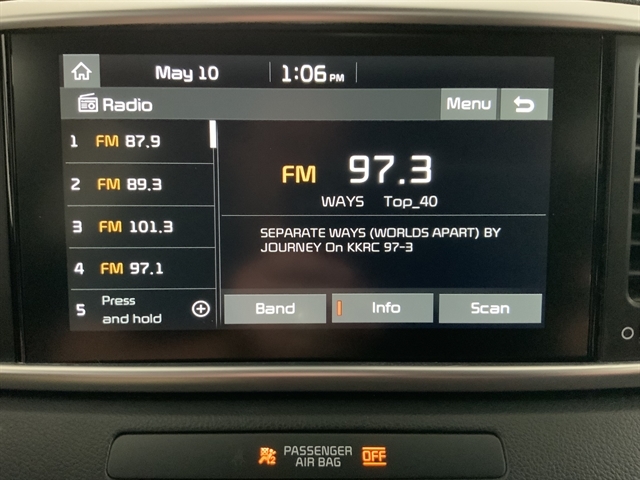 May 10 1:06 PM
Radio Menu
1 FM 87.9
2 FM 89.3
3 FM 101.3
4 FM 97.1
5 Press and hold
FM 97.3
WAYS Top_40
SEPARATE WAYS (WORLDS APART) BY
JOURNEY On KKRC 97-3
Band Info Scan
PASSENGER
AIR BAG
OFF